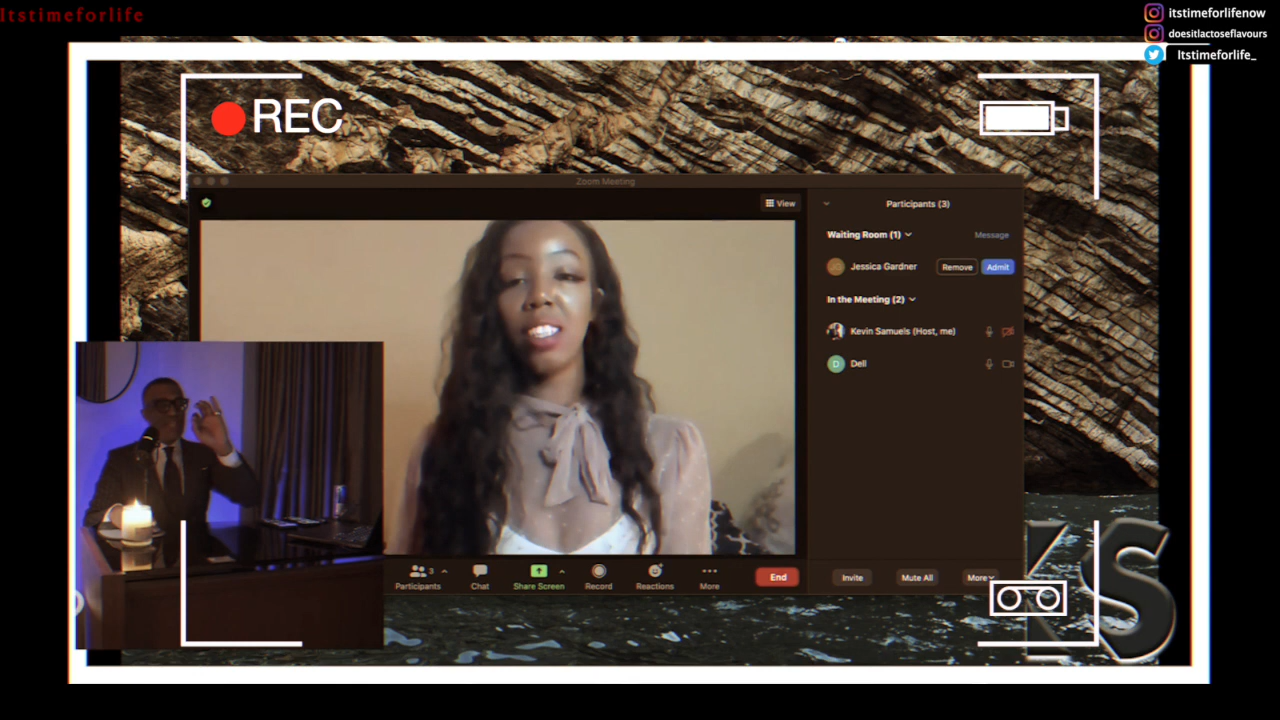 Itstimeforlife
itstimeforlifenow
doesitlactoseflavours
Itstimeforlife_
REC
Zoom Meeting
View
Participants (3)
Waiting Room (1)
Message
Jessica Gardner
Remove
Admit
In the Meeting (2)
Kevin Samuels (Host, me)
D
Dell
3
Participants
Chat
Share Screen
Record
Reactions
More
End
Invite
Mute All
More
KS